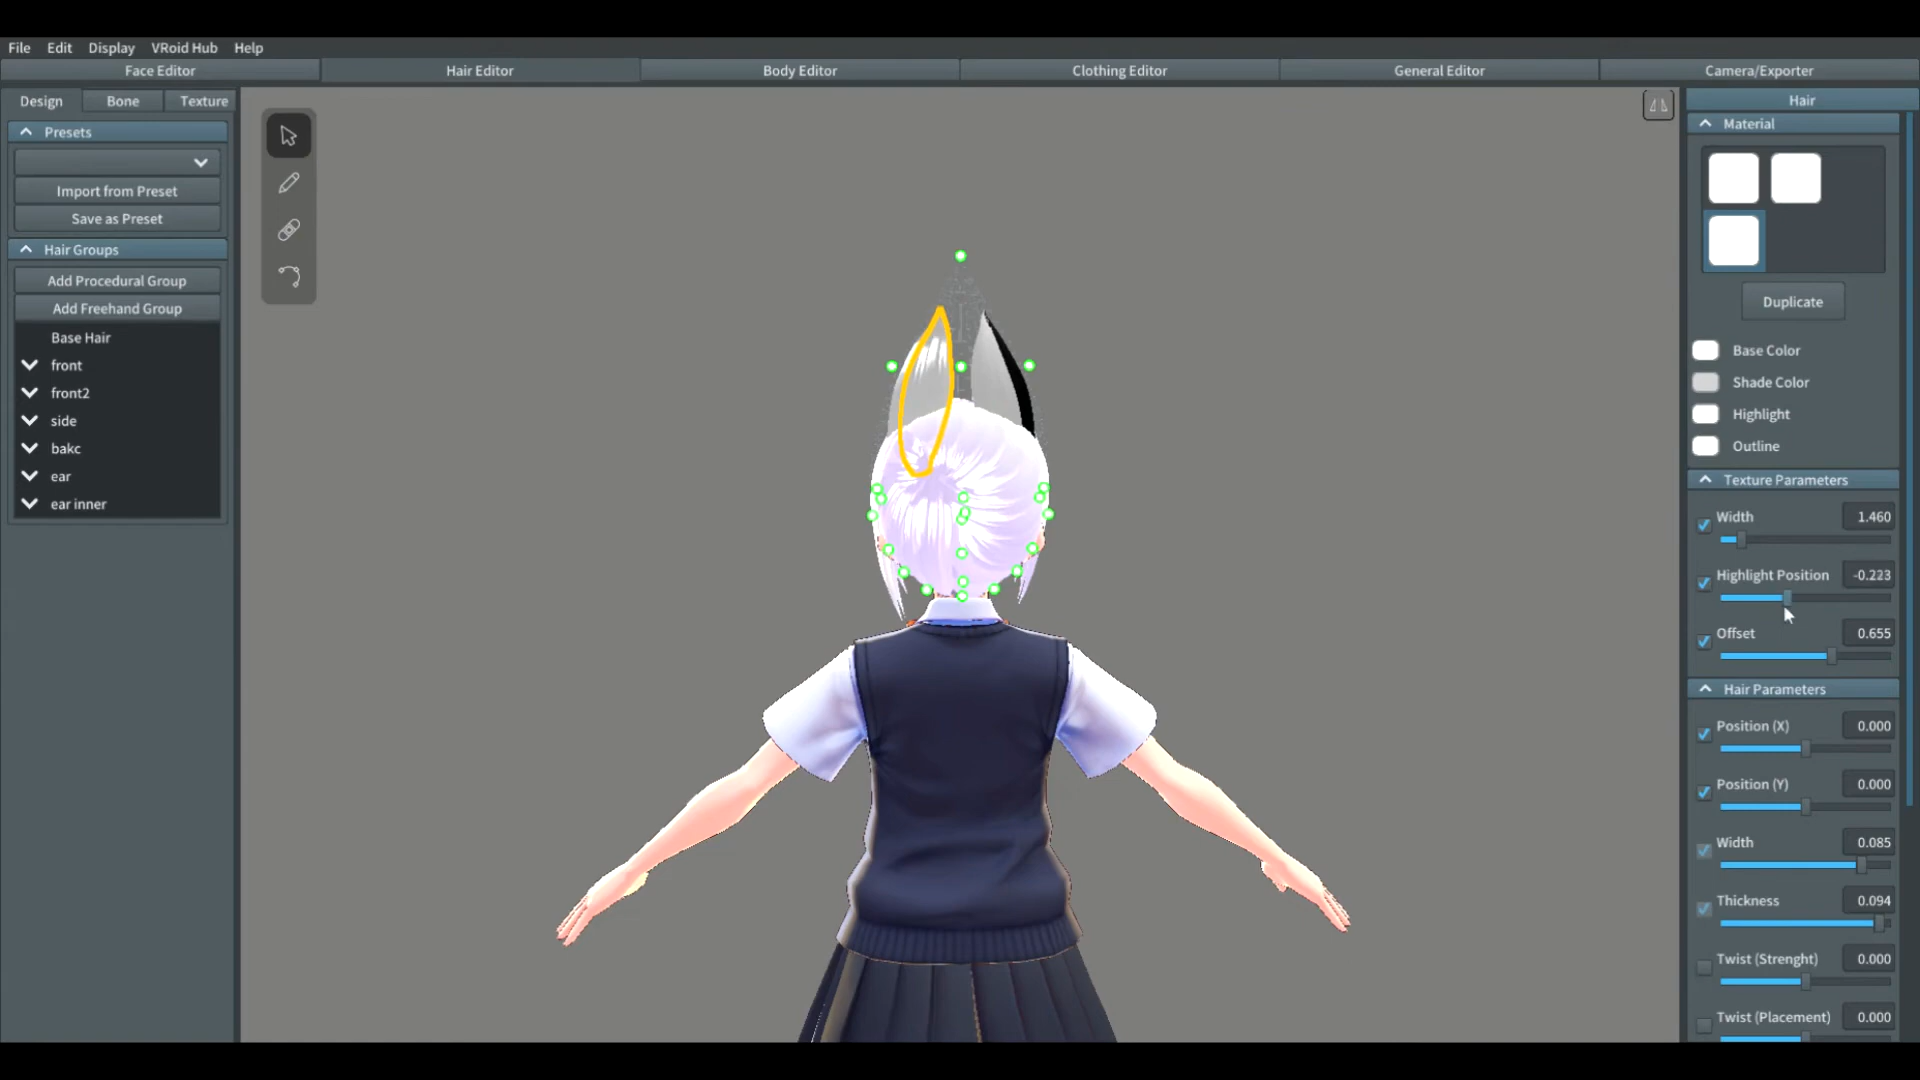 File Edit Display VRoid Hub Help
Face Editor Hair Editor Body Editor Clothing Editor General Editor Camera/Exporter
Design Bone Texture
Presets
Import from Preset
Save as Preset
Hair Groups
Add Procedural Group
Add Freehand Group
Base Hair
front
front2
side
bakc
ear
ear inner
Hair
Material
Duplicate
Base Color
Shade Color
Highlight
Outline
Texture Parameters
Width 1.460
Highlight Position -0.223
Offset 0.655
Hair Parameters
Position (X) 0.000
Position (Y) 0.000
Width 0.085
Thickness 0.094
Twist (Strenght) 0.000
Twist (Placement) 0.000